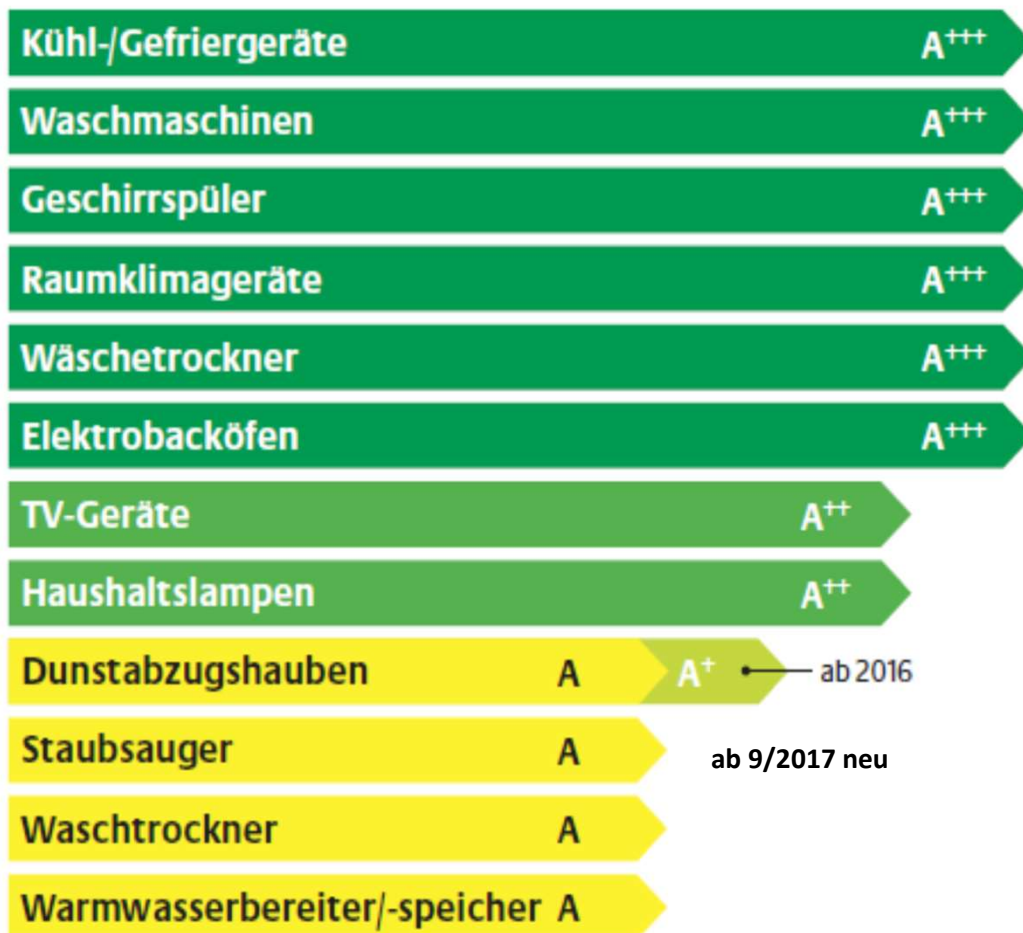 Kühl-/Gefriergeräte A+++
Waschmaschinen A+++
Geschirrspüler A+++
Raumklimageräte A+++
Wäschetrockner A+++
Elektrobacköfen A+++
TV-Geräte A++
Haushaltslampen A++
Dunstabzugshauben A A+ ab 2016
Staubsauger A ab 9/2017 neu
Waschtrockner A
Warmwasserbereiter/-speicher A